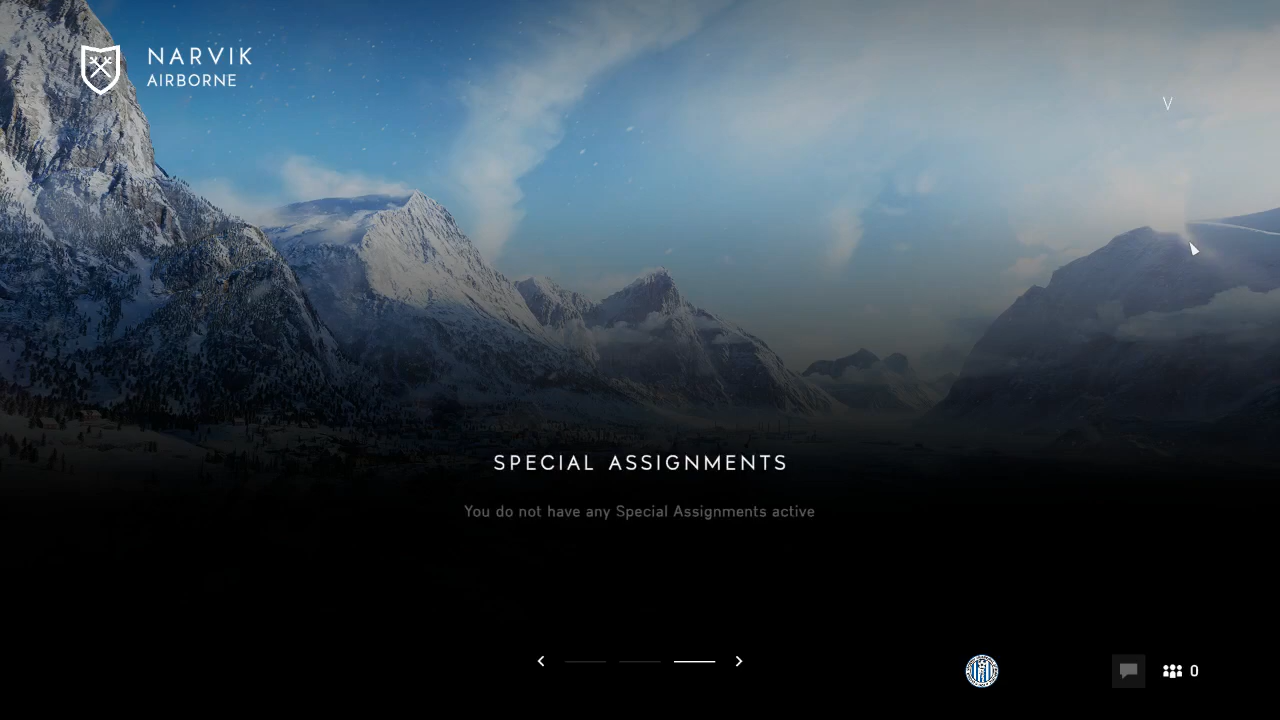 NARVIK
AIRBORNE
V
SPECIAL ASSIGNMENTS
You do not have any Special Assignments active
0